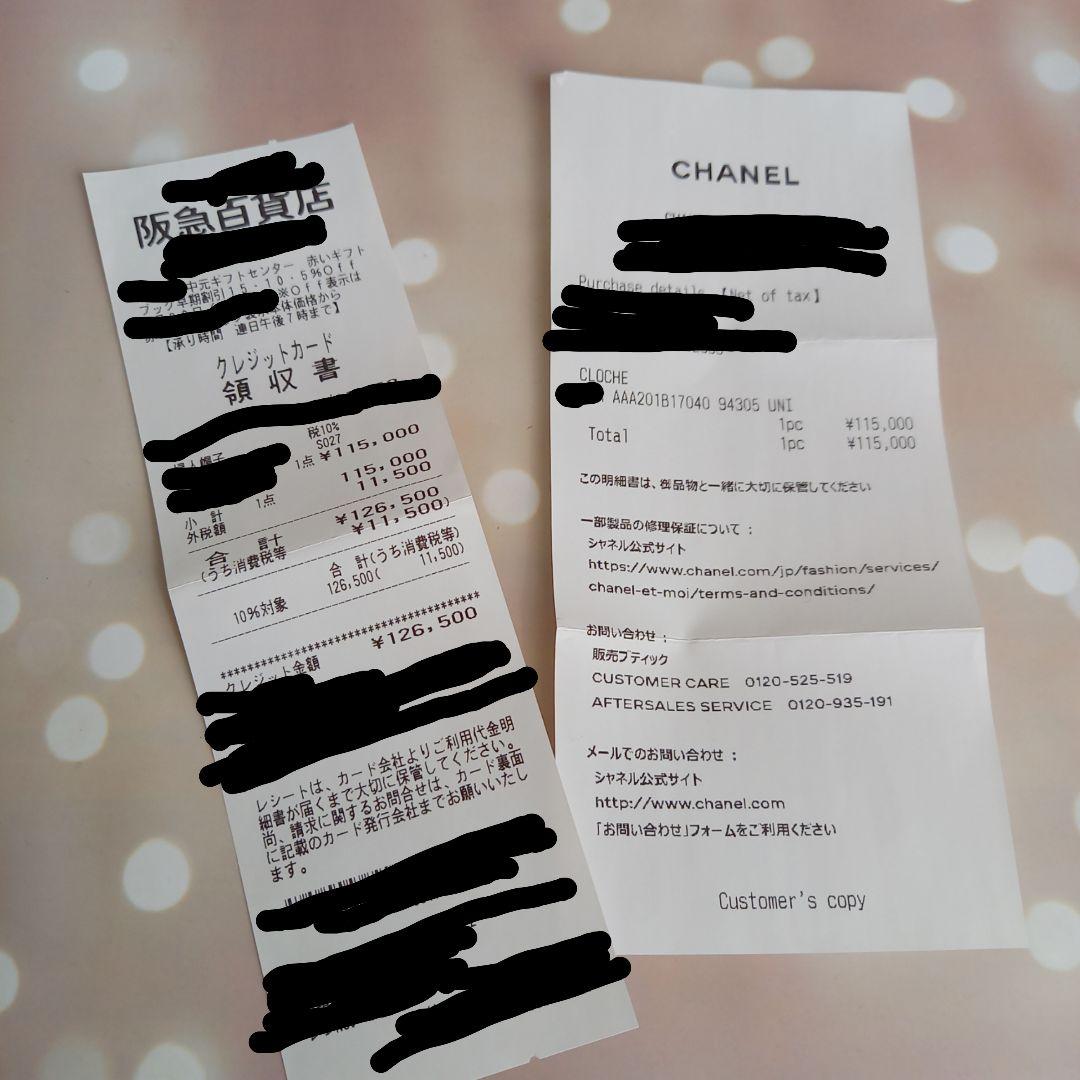 阪急百貨店
中元ギフトセンター 赤いギフト
ブック早期割引15・10・5%Off
※Off表示は
本体価格から
【承り時間 連日午後7時まで】
クレジットカード
領収書
税10%
S027
婦人帽子
1点 ¥115,000
小計 1点 115,000
外税額 11,500
合 計 ¥126,500
(うち消費税等 ¥11,500)
合 計(うち消費税等)
10%対象 126,500( 11,500)
****************************************
クレジット金額 ¥126,500
レシートは、カード会社よりご利用代金明
細書が届くまで大切に保管してください。
尚、請求に関するお問合せは、カード裏面
に記載のカード発行会社までお願いいたし
ます。
CHANEL
Purchase details 【Net of tax】
CLOCHE
AAA201B17040 94305 UNI
1pc ¥115,000
Total 1pc ¥115,000
この明細書は、御品物と一緒に大切に保管してください
一部製品の修理保証について :
シャネル公式サイト
https://www.chanel.com/jp/fashion/services/
chanel-et-moi/terms-and-conditions/
お問い合わせ :
販売ブティック
CUSTOMER CARE 0120-525-519
AFTERSALES SERVICE 0120-935-191
メールでのお問い合わせ :
シャネル公式サイト
http://www.chanel.com
「お問い合わせ」フォームをご利用ください
Customer's copy